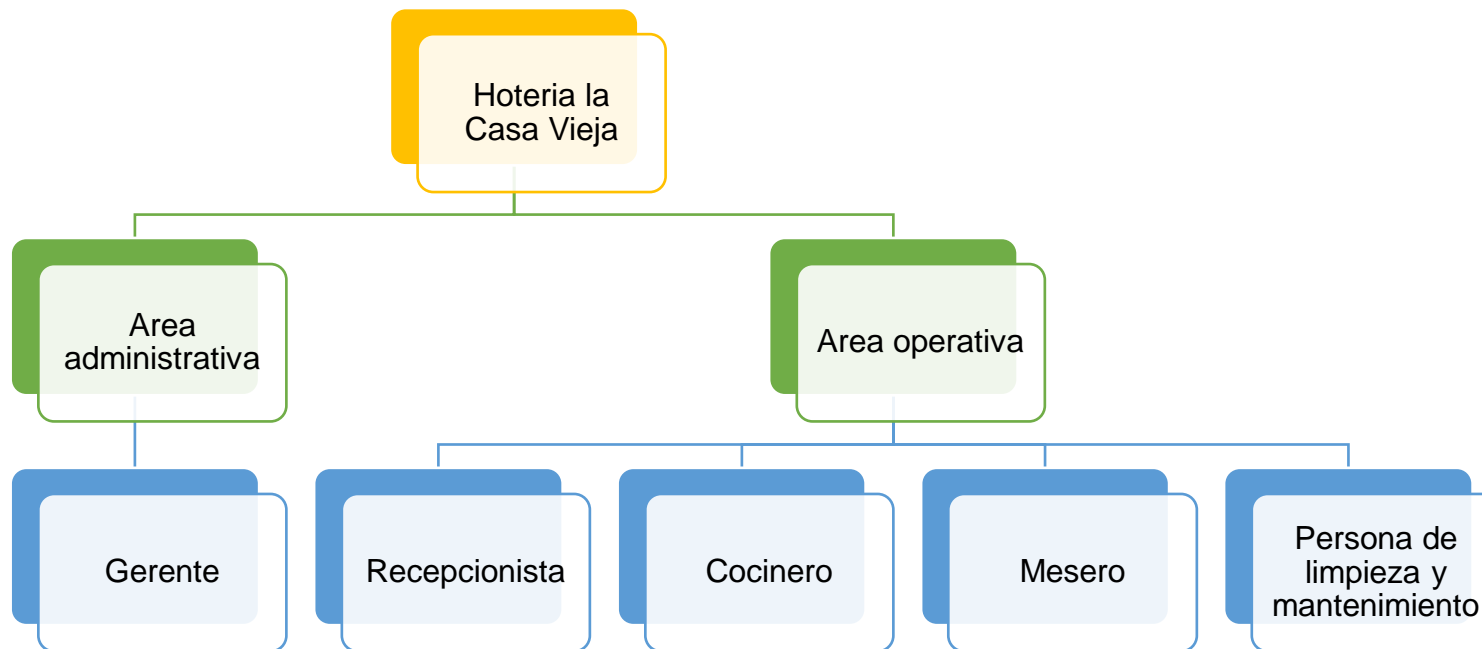 Hoteria la
Casa Vieja
Area
administrativa
Area operativa
Gerente
Recepcionista
Cocinero
Mesero
Persona de
limpieza y
mantenimiento